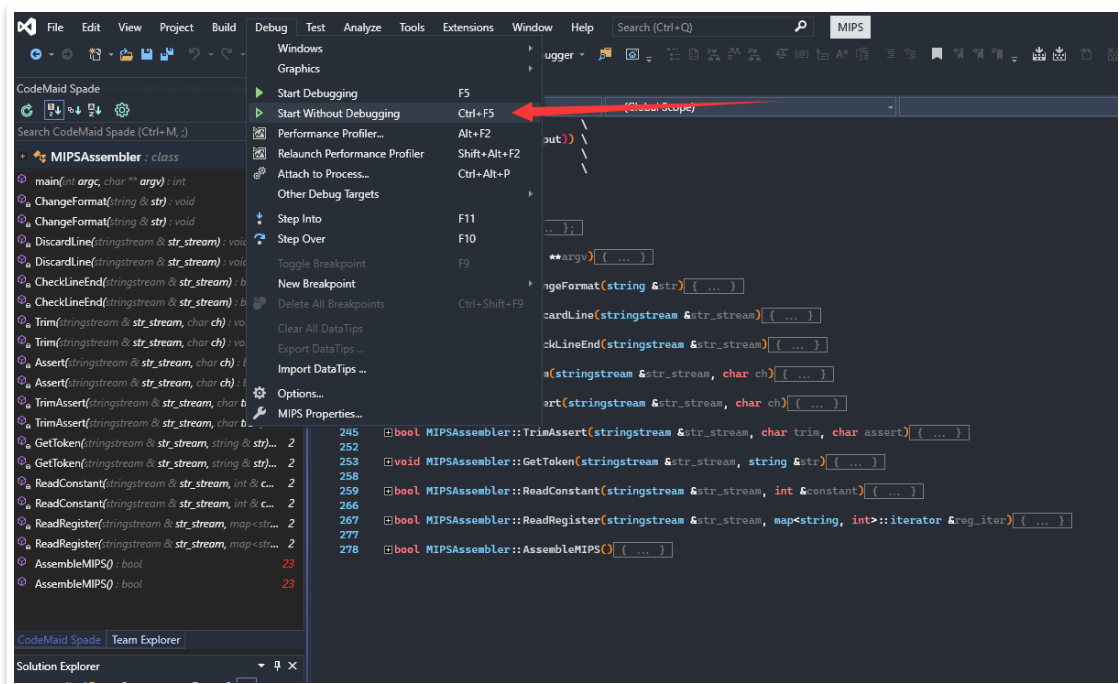 File Edit View Project Build Debug Test Analyze Tools Extensions Window Help Search (Ctrl+Q) MIPS
Windows
ugger
Graphics
CodeMaid Spade
Start Debugging F5
Start Without Debugging Ctrl+F5
(Global Scope)
Search CodeMaid Spade (Ctrl+M, ;)
\
Performance Profiler... Alt+F2
put)) \
MIPSAssembler : class
Relaunch Performance Profiler Shift+Alt+F2
\
Attach to Process... Ctrl+Alt+P
\
main(int argc, char ** argv) : int
Other Debug Targets
ChangeFormat(string & str) : void
ChangeFormat(string & str) : void
Step Into F11
.. };
DiscardLine(stringstream & str_stream) : void
Step Over F10
DiscardLine(stringstream & str_stream) : void
**argv) { ... }
Toggle Breakpoint F9
CheckLineEnd(stringstream & str_stream) : b
New Breakpoint
ngeFormat(string &str) { ... }
CheckLineEnd(stringstream & str_stream) : b
Delete All Breakpoints Ctrl+Shift+F9
Trim(stringstream & str_stream, char ch) : vo
cardLine(stringstream &str_stream) { ... }
Clear All DataTips
Trim(stringstream & str_stream, char ch) : vo
ckLineEnd(stringstream &str_stream) { ... }
Export DataTips ...
Assert(stringstream & str_stream, char ch) : b
Import DataTips ...
m(stringstream &str_stream, char ch) { ... }
Assert(stringstream & str_stream, char ch) : b
Options...
TrimAssert(stringstream & str_stream, char t
ert(stringstream &str_stream, char ch) { ... }
MIPS Properties...
TrimAssert(stringstream & str_stream, char tri
245 bool MIPSAssembler::TrimAssert(stringstream &str_stream, char trim, char assert) { ... }
GetToken(stringstream & str_stream, string & str)... 2
252
GetToken(stringstream & str_stream, string & str)... 2
253 void MIPSAssembler::GetToken(stringstream &str_stream, string &str) { ... }
258
ReadConstant(stringstream & str_stream, int & c... 2
259 bool MIPSAssembler::ReadConstant(stringstream &str_stream, int &constant) { ... }
ReadConstant(stringstream & str_stream, int & c... 2
266
ReadRegister(stringstream & str_stream, map<str... 2
267 bool MIPSAssembler::ReadRegister(stringstream &str_stream, map<string, int>::iterator &reg_iter) { ... }
277
ReadRegister(stringstream & str_stream, map<str... 2
278 bool MIPSAssembler::AssembleMIPS() { ... }
AssembleMIPS() : bool 23
AssembleMIPS() : bool 23
CodeMaid Spade Team Explorer
Solution Explorer